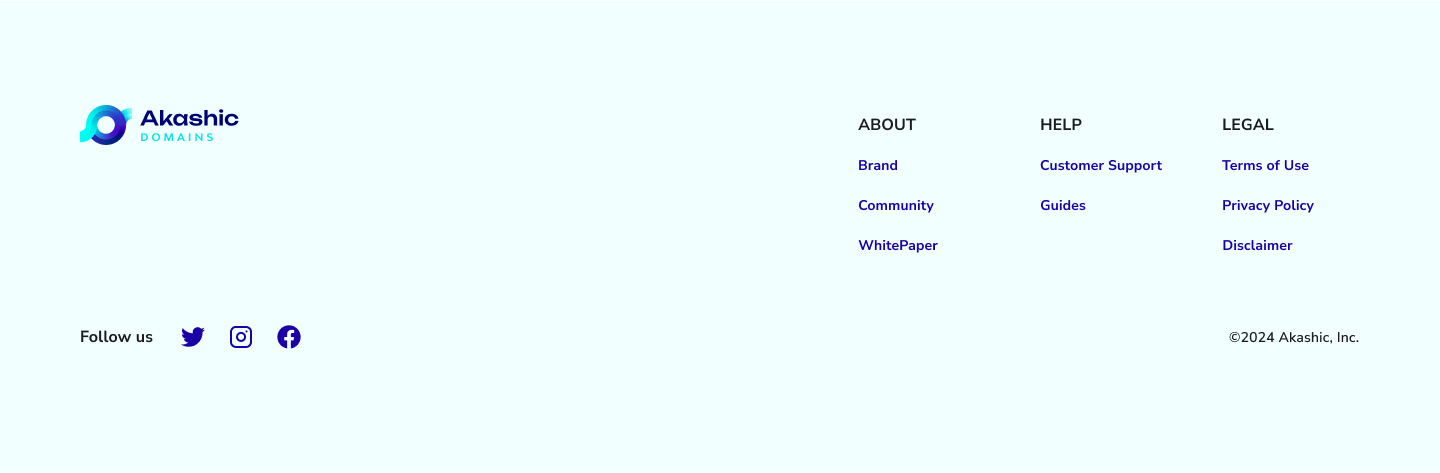 Akashic
DOMAINS
ABOUT
Brand
Community
WhitePaper
HELP
Customer Support
Guides
LEGAL
Terms of Use
Privacy Policy
Disclaimer
Follow us
©2024 Akashic, Inc.